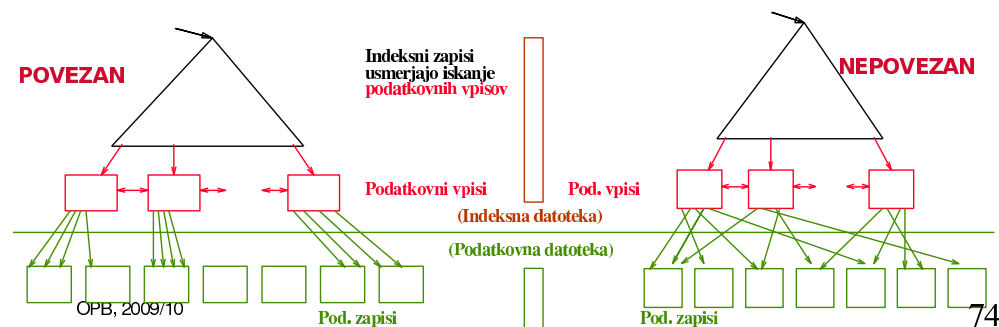 POVEZAN
Indeksni zapisi
usmerjajo iskanje
podatkovnih vpisov
NEPOVEZAN
Podatkovni vpisi
Pod. vpisi
(Indeksna datoteka)
(Podatkovna datoteka)
OPB, 2009/10
Pod. zapisi
Pod. zapisi
74